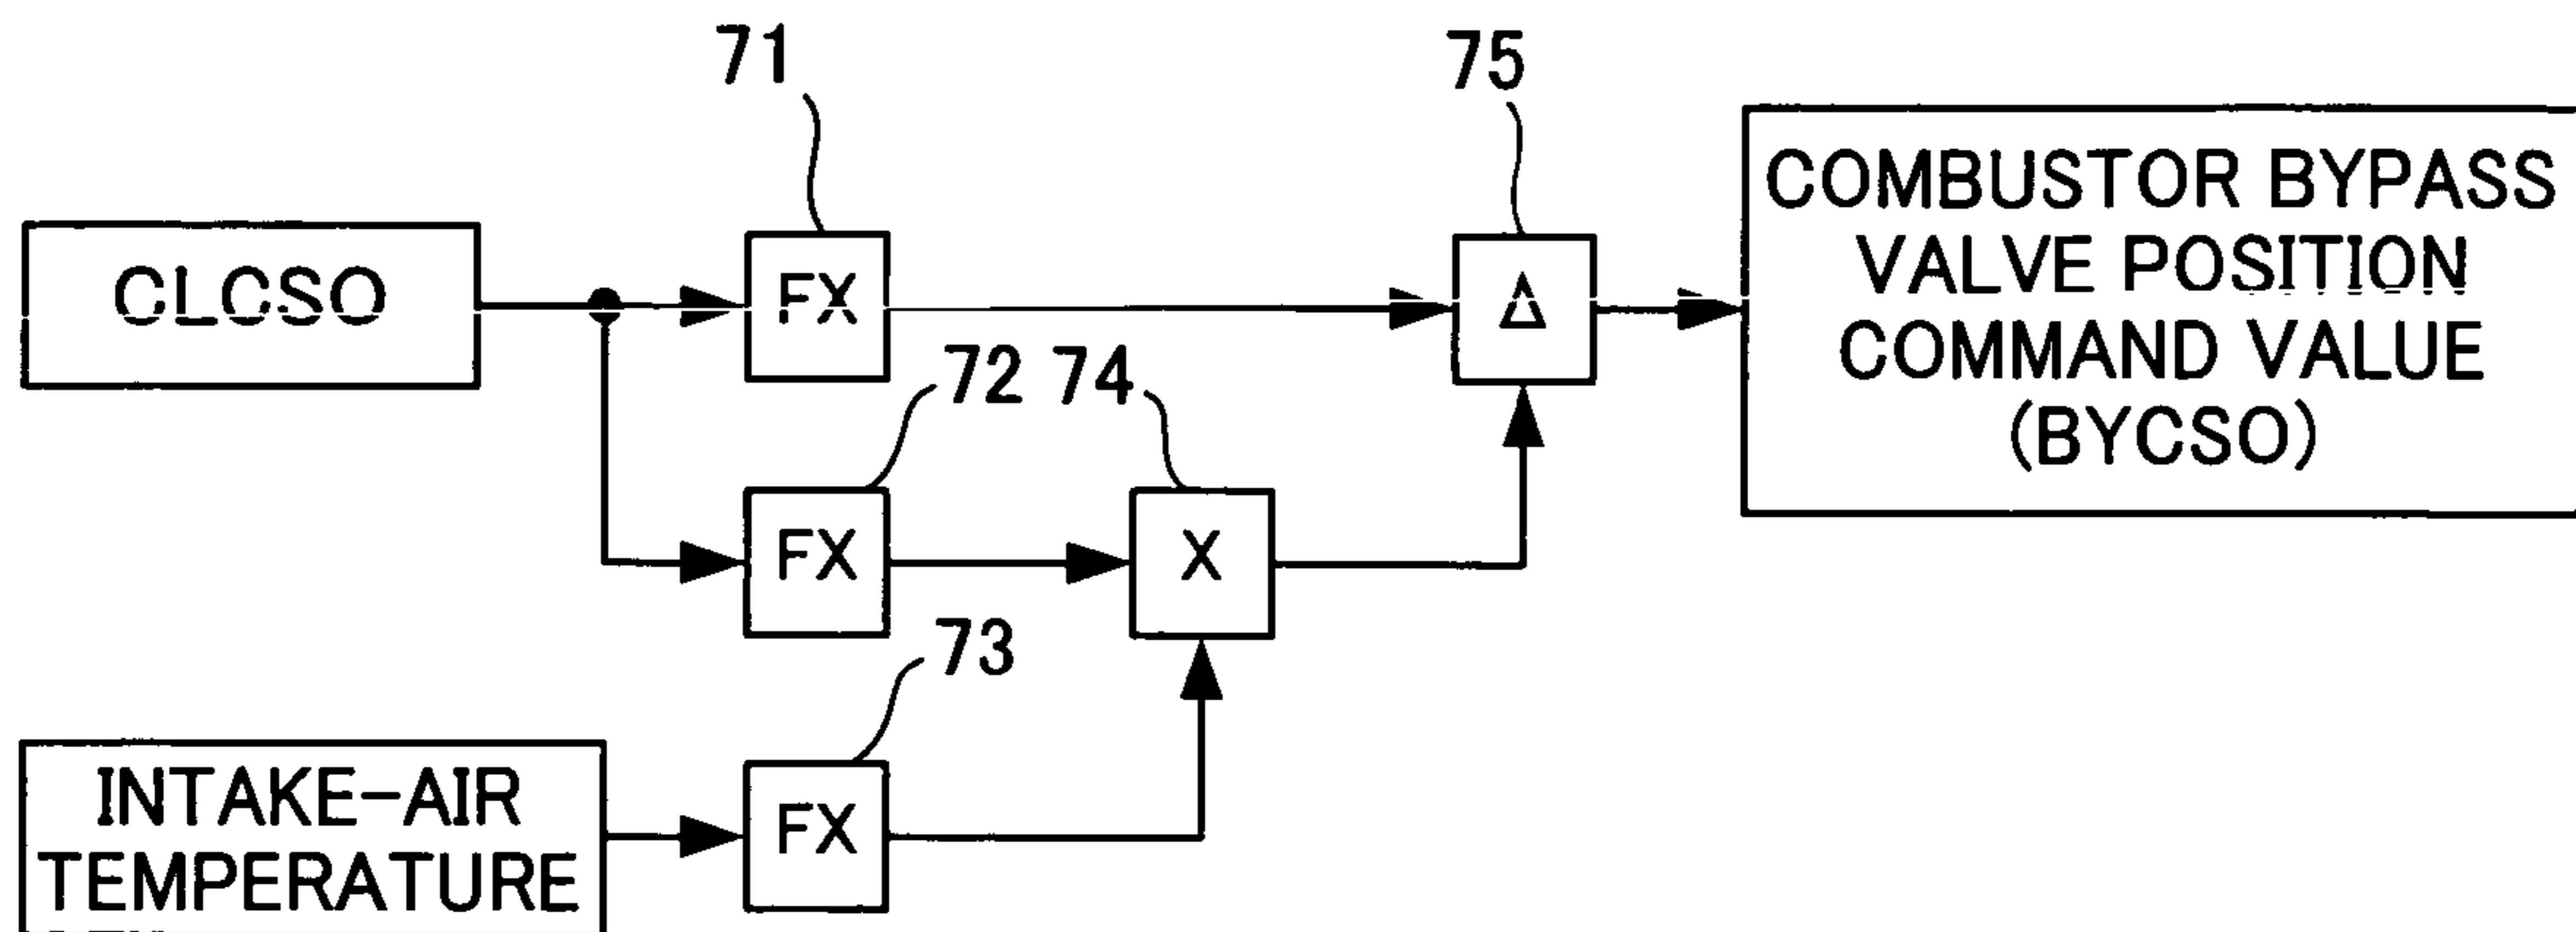 71
75
CLCSO
FX
Δ
COMBUSTOR BYPASS
VALVE POSITION
COMMAND VALUE
(BYCSO)
72
74
FX
X
73
INTAKE-AIR
TEMPERATURE
FX